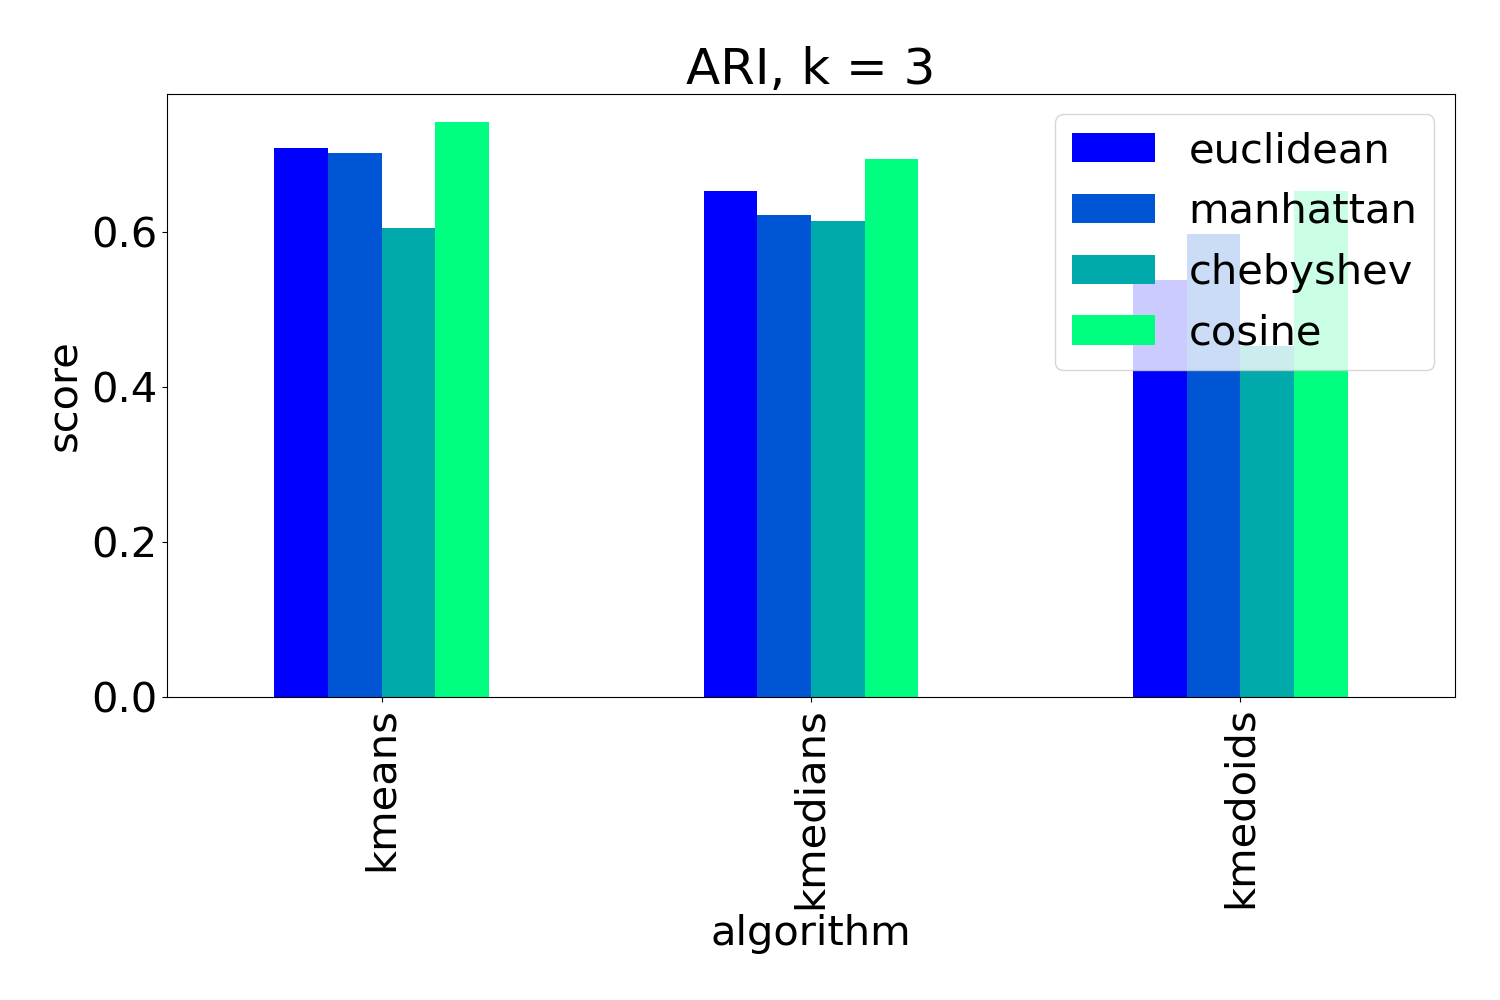 ARI, k = 3
score
0.6
0.4
0.2
0.0
euclidean
manhattan
chebyshev
cosine
kmeans
kmedians
kmedoids
algorithm